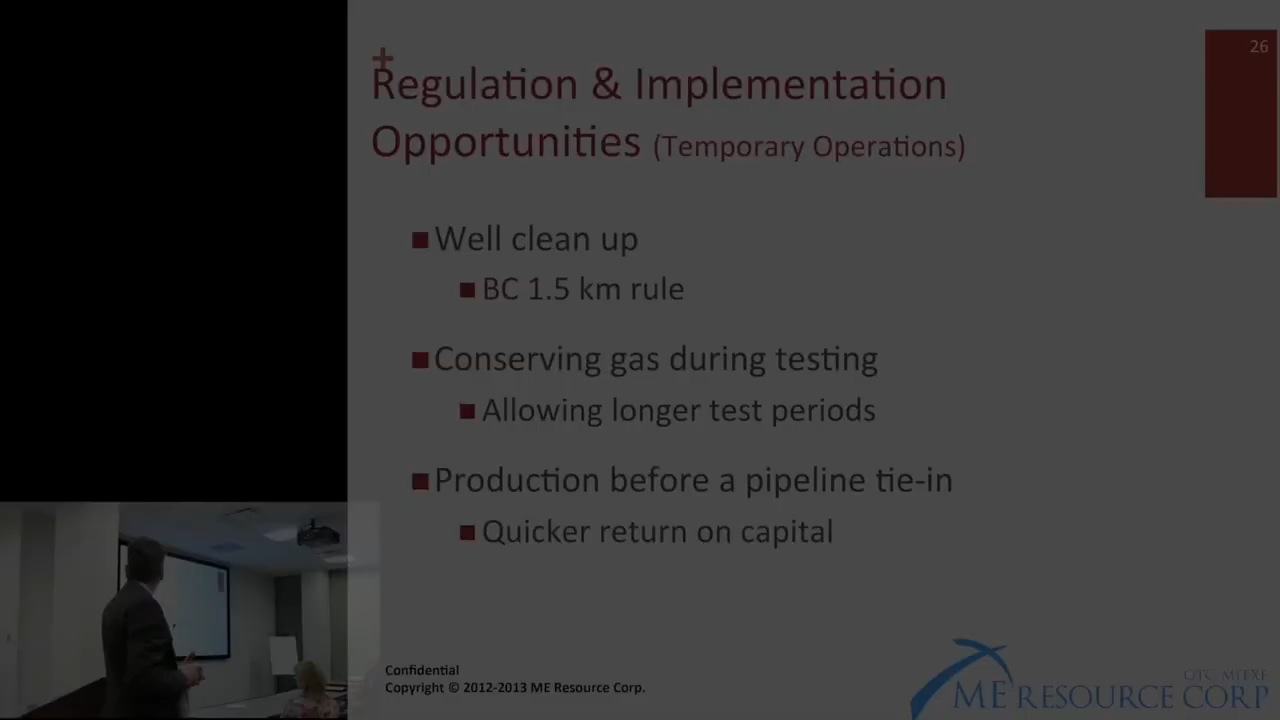 26
+
Regulation & Implementation
Opportunities (Temporary Operations)
Well clean up
BC 1.5 km rule
Conserving gas during testing
Allowing longer test periods
Production before a pipeline tie-in
Quicker return on capital
Confidential
Copyright © 2012-2013 ME Resource Corp.
ME RESOURCE CORP